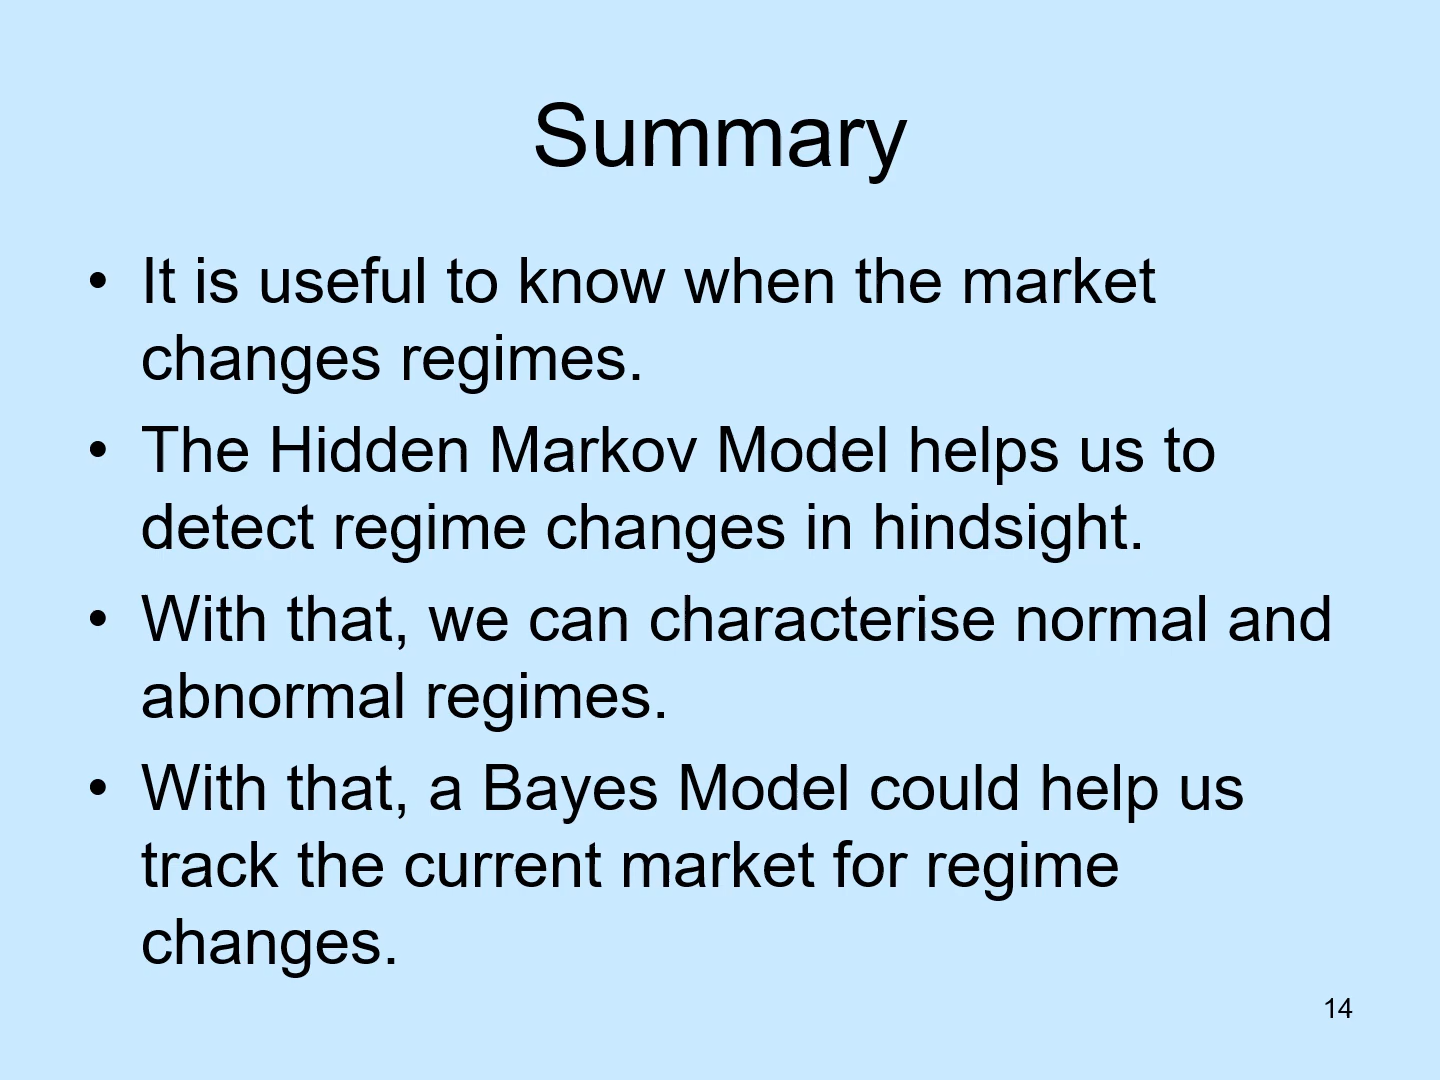 Summary
• It is useful to know when the market
changes regimes.
• The Hidden Markov Model helps us to
detect regime changes in hindsight.
• With that, we can characterise normal and
abnormal regimes.
• With that, a Bayes Model could help us
track the current market for regime
changes.
14